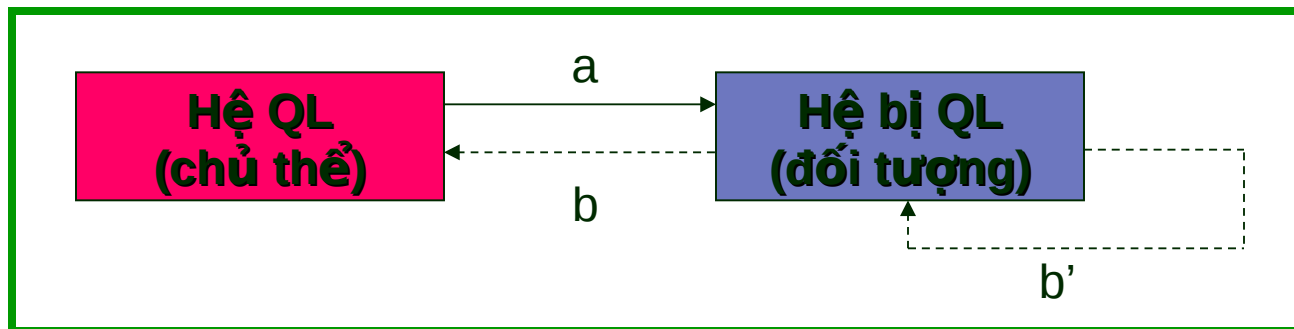 a
Hệ QL
(chủ thể)
Hệ bị QL
(đối tượng)
b
b’